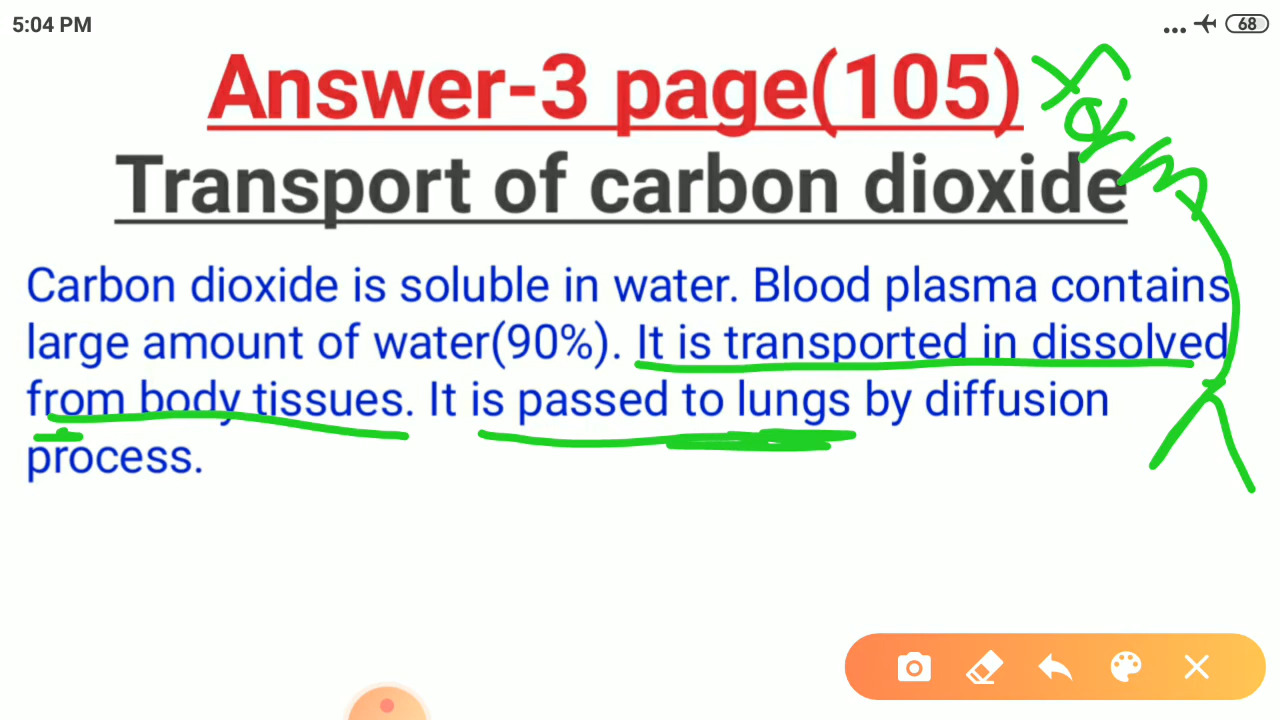 5:04 PM
68
Answer-3 page(105)
form
Transport of carbon dioxide
Carbon dioxide is soluble in water. Blood plasma contains
large amount of water(90%). It is transported in dissolved
from body tissues. It is passed to lungs by diffusion
process.